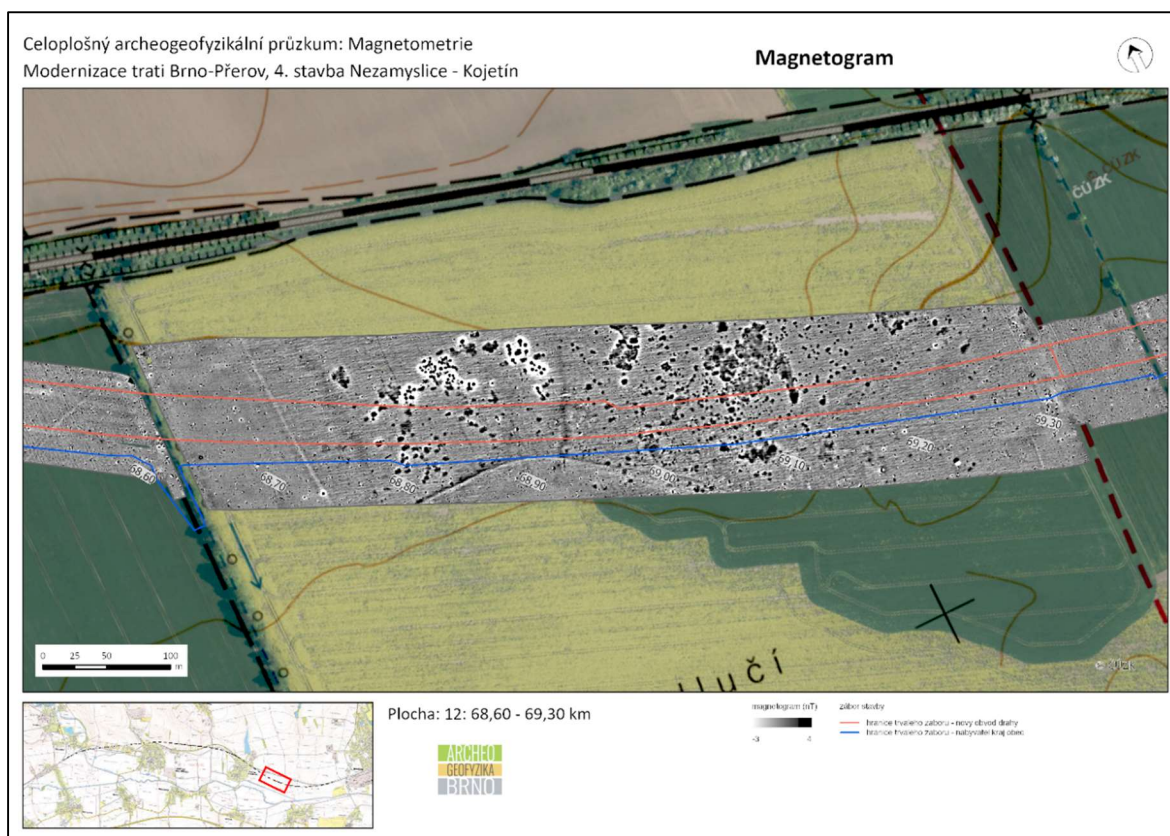 Celoplošný archeogeofyzikální průzkum: Magnetometrie
Modernizace trati Brno-Přerov, 4. stavba Nezamyslice - Kojetín
Magnetogram
ČÚZK
ČÚZK
68,60
68,70
68,80
68,90
69,00
69,10
69,20
69,30
0 25 50 100
m
Plocha: 12: 68,60 - 69,30 km
ARCHEO
GEOFYZIKA
BRNO
magnetogram (nT)
-3 4
zábor stavby
hranice trvalého záboru - nový obvod dráhy
hranice trvalého záboru - nabyvatel kraj obec